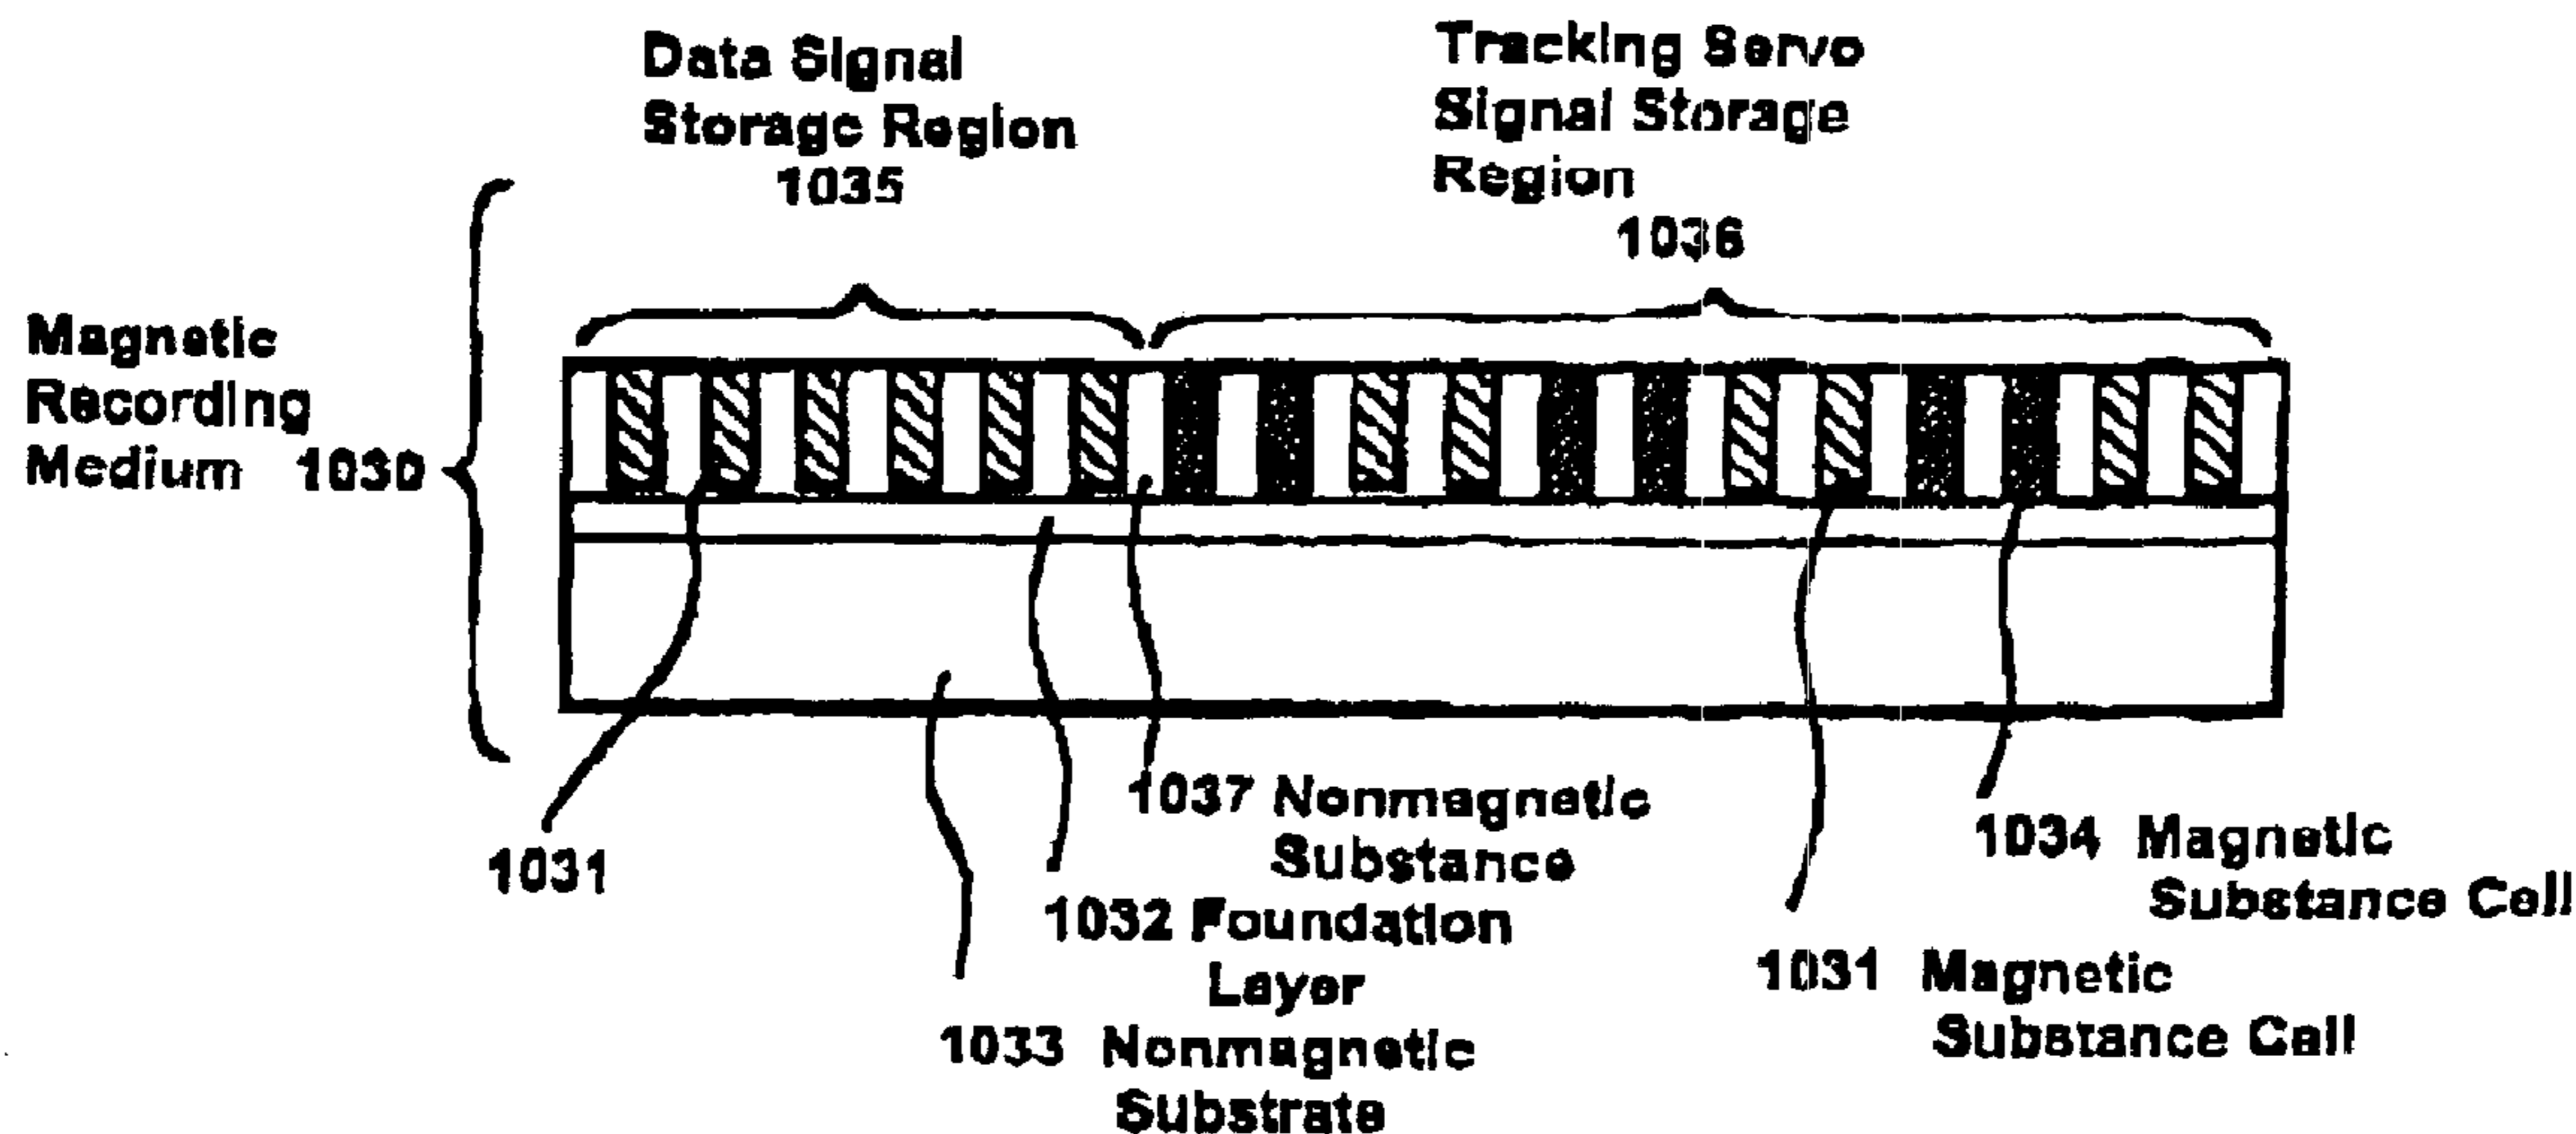 Data Signal
Storage Region
1035
Tracking Servo
Signal Storage
Region
1036
Magnetic
Recording
Medium 1030
1031
1037 Nonmagnetic
Substance
1032 Foundation
Layer
1033 Nonmagnetic
Substrate
1034 Magnetic
Substance Cell
1031 Magnetic
Substance Cell